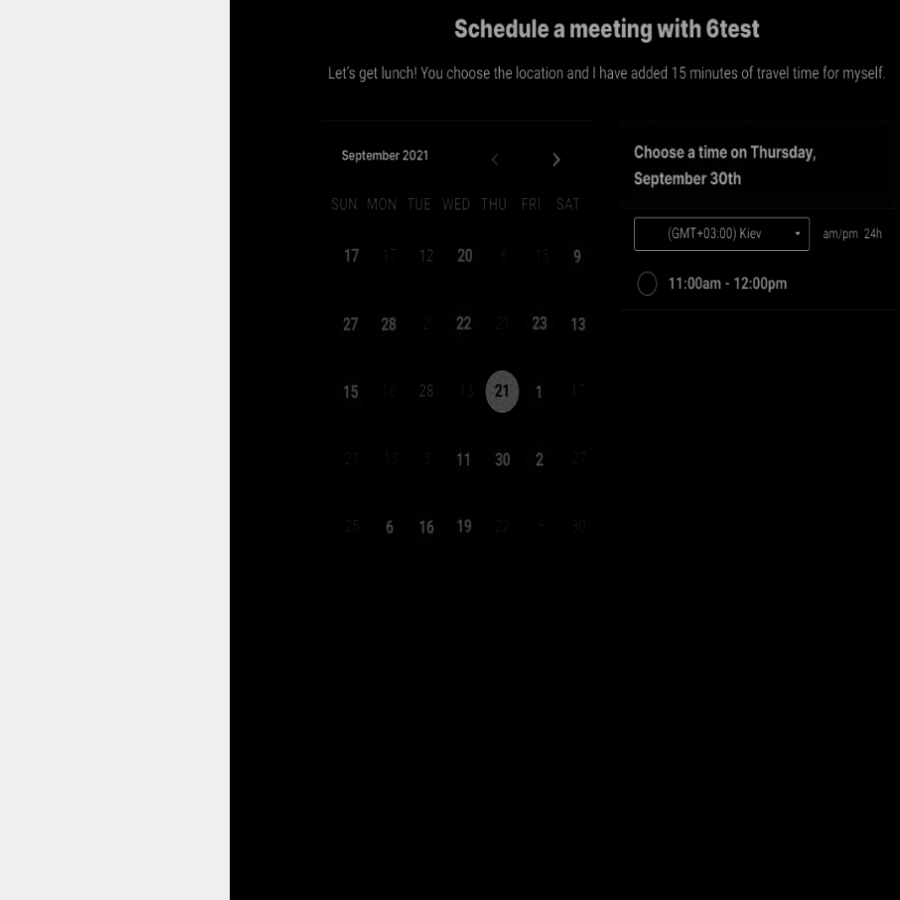 Schedule a meeting with 6test
Let's get lunch! You choose the location and I have added 15 minutes of travel time for myself.
September 2021
SUN MON TUE WED THU FRI SAT
17 17 12 20 6 13 9
27 28 2 22 21 23 13
15 16 28 13 21 1 17
21 13 3 11 30 2 27
25 6 16 19 22 6 30
Choose a time on Thursday,
September 30th
(GMT+03:00) Kiev am/pm 24h
11:00am - 12:00pm